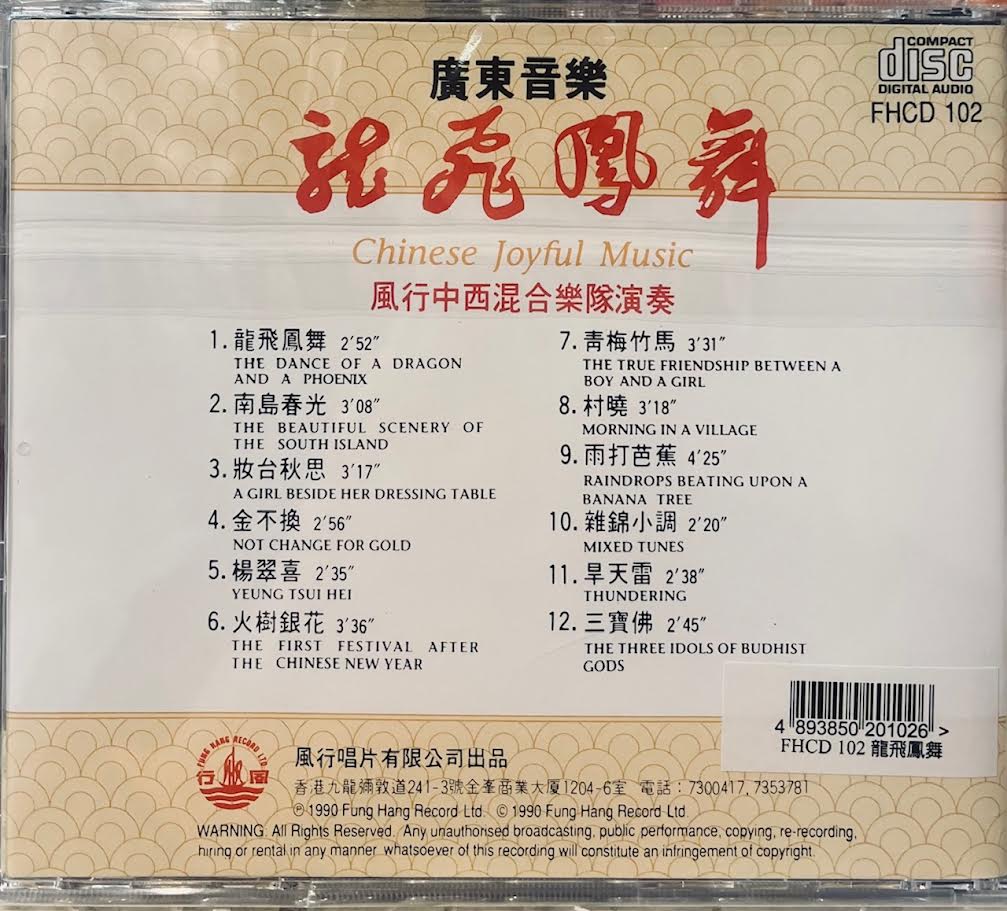 COMPACT
disc
DIGITAL AUDIO
FHCD 102
廣東音樂
龍飛鳳舞
Chinese Joyful Music
風行中西混合樂隊演奏
1. 龍飛鳳舞 2'52"
THE DANCE OF A DRAGON
AND A PHOENIX
2. 南島春光 3'08"
THE BEAUTIFUL SCENERY OF
THE SOUTH ISLAND
3. 妝台秋思 3'17"
A GIRL BESIDE HER DRESSING TABLE
4. 金不換 2'56"
NOT CHANGE FOR GOLD
5. 楊翠喜 2'35"
YEUNG TSUI HEI
6. 火樹銀花 3'36"
THE FIRST FESTIVAL AFTER
THE CHINESE NEW YEAR
7. 青梅竹馬 3'31"
THE TRUE FRIENDSHIP BETWEEN A
BOY AND A GIRL
8. 村曉 3'18"
MORNING IN A VILLAGE
9. 雨打芭蕉 4'25"
RAINDROPS BEATING UPON A
BANANA TREE
10. 雜錦小調 2'20"
MIXED TUNES
11. 旱天雷 2'38"
THUNDERING
12. 三寶佛 2'45"
THE THREE IDOLS OF BUDHIST
GODS
4 893850 201026 >
FHCD 102 龍飛鳳舞
FUNG HANG RECORD LTD
行風
風行唱片有限公司出品
香港九龍彌敦道241-3號金峯商業大厦1204-6室 電話：7300417, 7353781
℗ 1990 Fung Hang Record Ltd. © 1990 Fung Hang Record Ltd.
WARNING: All Rights Reserved. Any unauthorised broadcasting, public performance, copying, re-recording,
hiring or rental in any manner whatsoever of this recording will constitute an infringement of copyright.